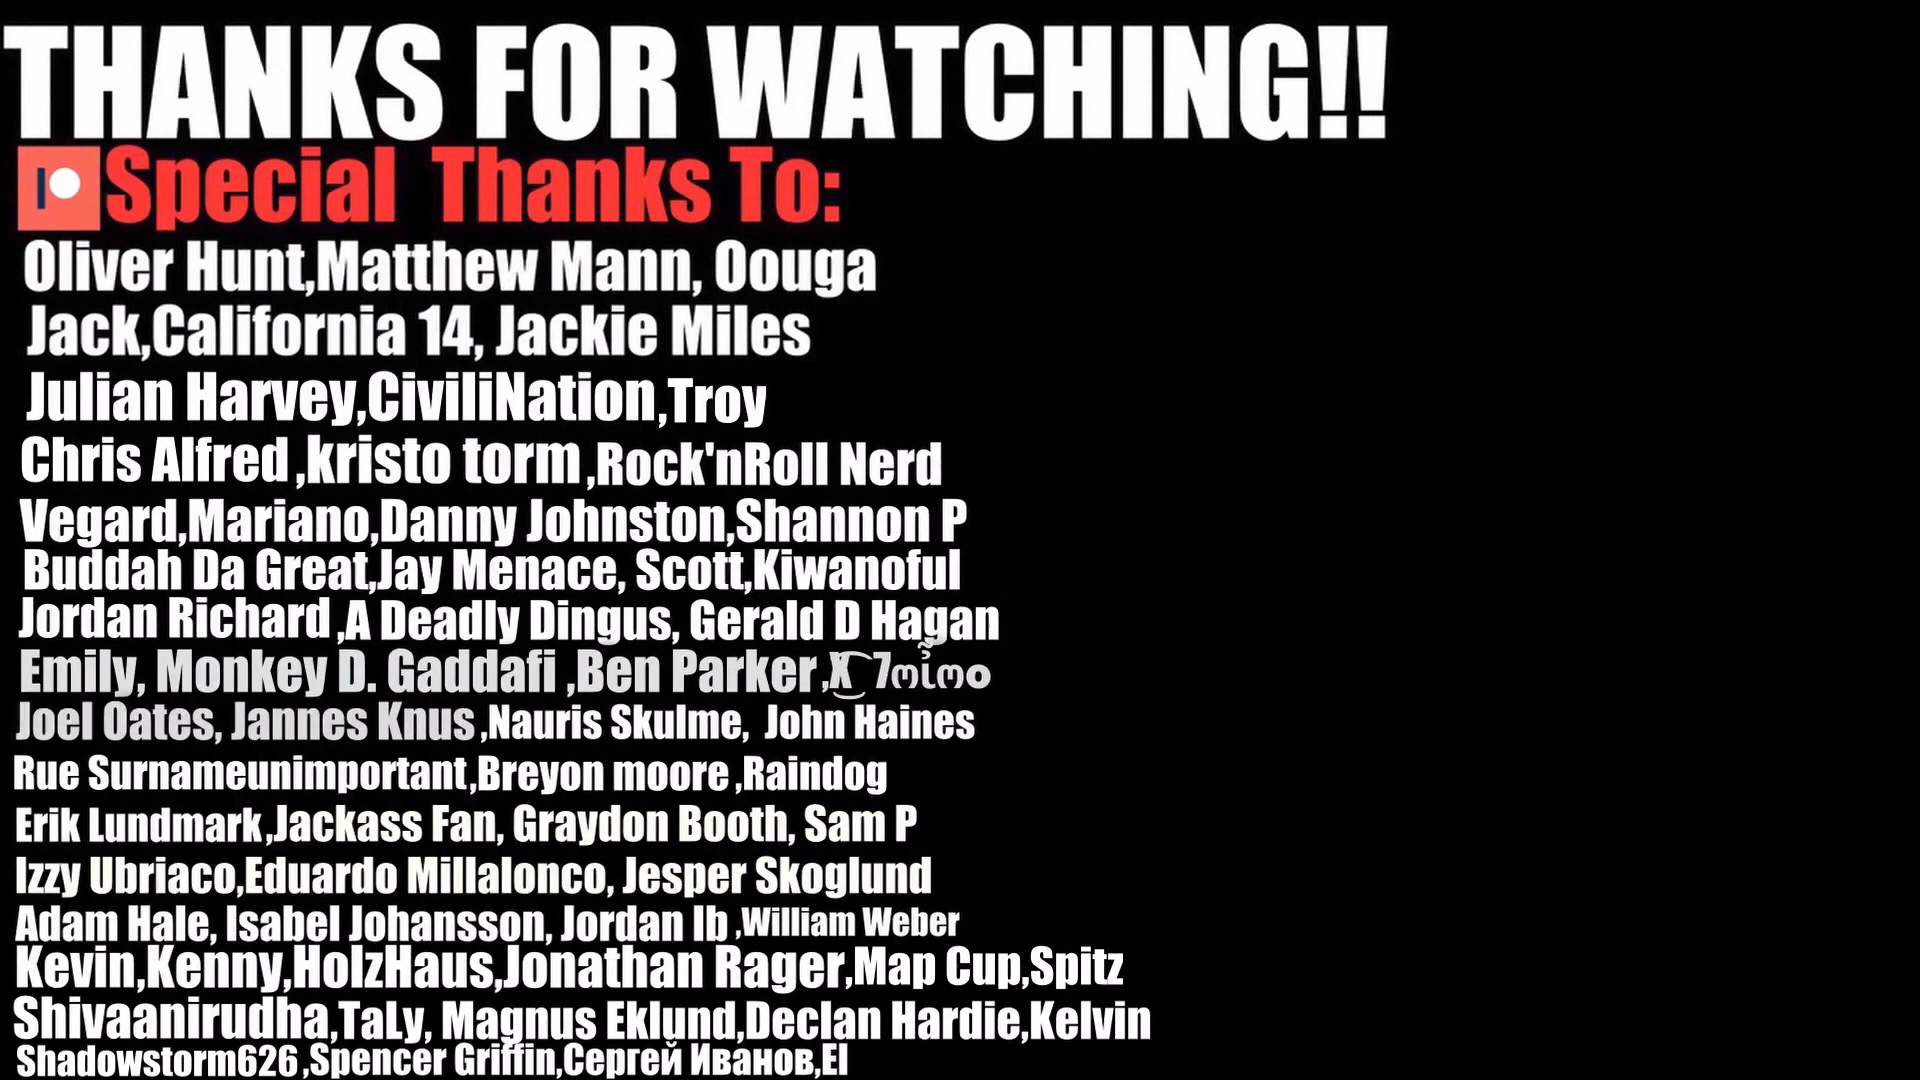 THANKS FOR WATCHING!!
Special Thanks To:
Oliver Hunt,Matthew Mann, Oouga
Jack,California 14, Jackie Miles
Julian Harvey,CiviliNation,Troy
Chris Alfred ,kristo torm ,Rock'nRoll Nerd
Vegard,Mariano,Danny Johnston,Shannon P
Buddah Da Great,Jay Menace, Scott,Kiwanoful
Jordan Richard ,A Deadly Dingus, Gerald D Hagan
Emily, Monkey D. Gaddafi ,Ben Parker
Joel Oates, Jannes Knus ,Nauris Skulme, John Haines
Rue Surnameunimportant,Breyon moore ,Raindog
Erik Lundmark,Jackass Fan, Graydon Booth, Sam P
Izzy Ubriaco,Eduardo Millalonco, Jesper Skoglund
Adam Hale, Isabel Johansson, Jordan Ib ,William Weber
Kevin,Kenny,HolzHaus,Jonathan Rager,Map Cup,Spitz
Shivaanirudha,TaLy, Magnus Eklund,Declan Hardie,Kelvin
Shadowstorm626 ,Spencer Griffin,Сергей Иванов,El